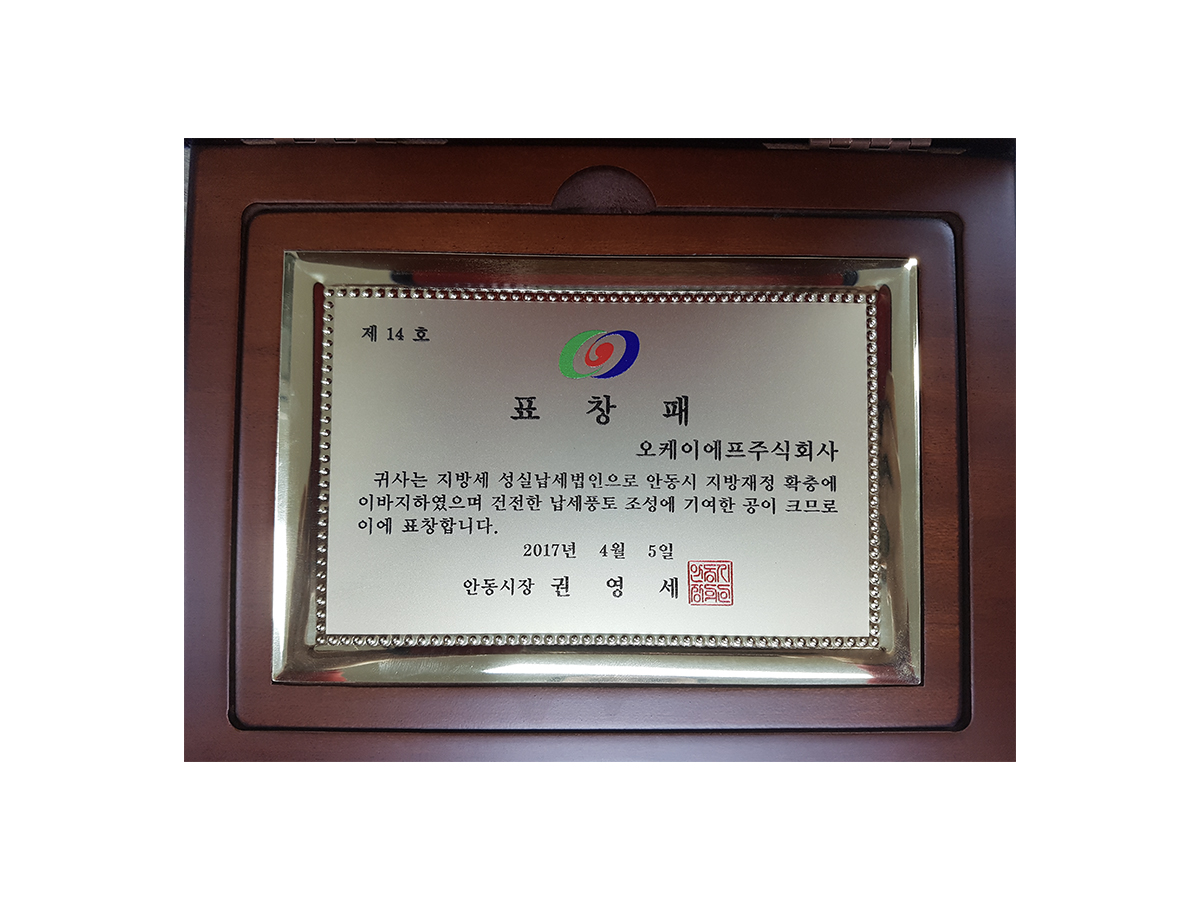 제 14 호
표 창 패
오케이에프주식회사
귀사는 지방세 성실납세법인으로 안동시 지방재정 확충에
이바지하였으며 건전한 납세풍토 조성에 기여한 공이 크므로
이에 표창합니다.
2017년 4월 5일
안동시장 권 영 세